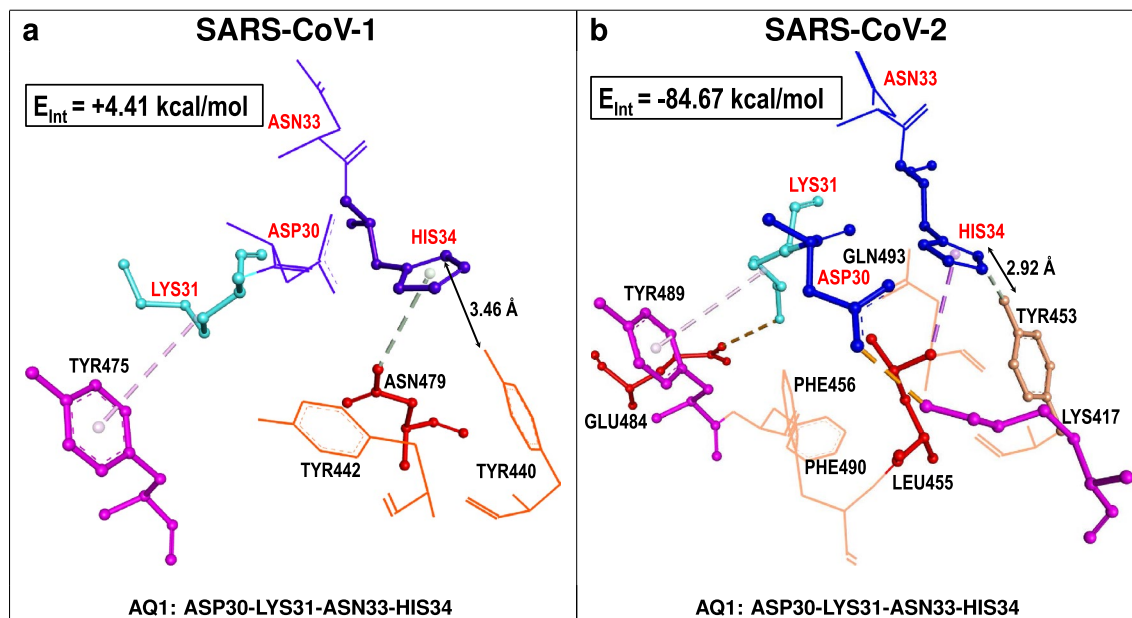 a
SARS-CoV-1
E_Int = +4.41 kcal/mol
ASN33
ASP30
HIS34
LYS31
3.46 Å
TYR475
ASN479
TYR442
TYR440
AQ1: ASP30-LYS31-ASN33-HIS34
b
SARS-CoV-2
E_Int = -84.67 kcal/mol
ASN33
LYS31
HIS34
GLN493
ASP30
2.92 Å
TYR489
TYR453
PHE456
GLU484
LYS417
PHE490
LEU455
AQ1: ASP30-LYS31-ASN33-HIS34